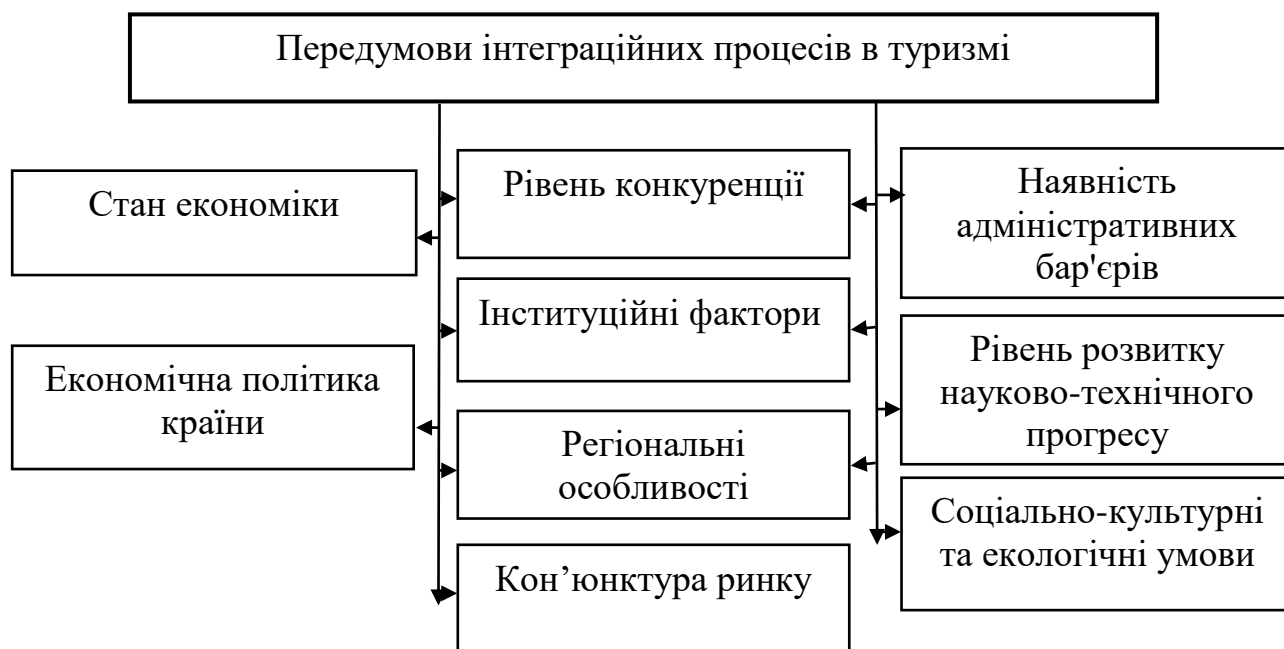 Передумови інтеграційних процесів в туризмі
Стан економіки
Економічна політика
країни
Рівень конкуренції
Інституційні фактори
Регіональні
особливості
Кон’юнктура ринку
Наявність
адміністративних
бар'єрів
Рівень розвитку
науково-технічного
прогресу
Соціально-культурні
та екологічні умови